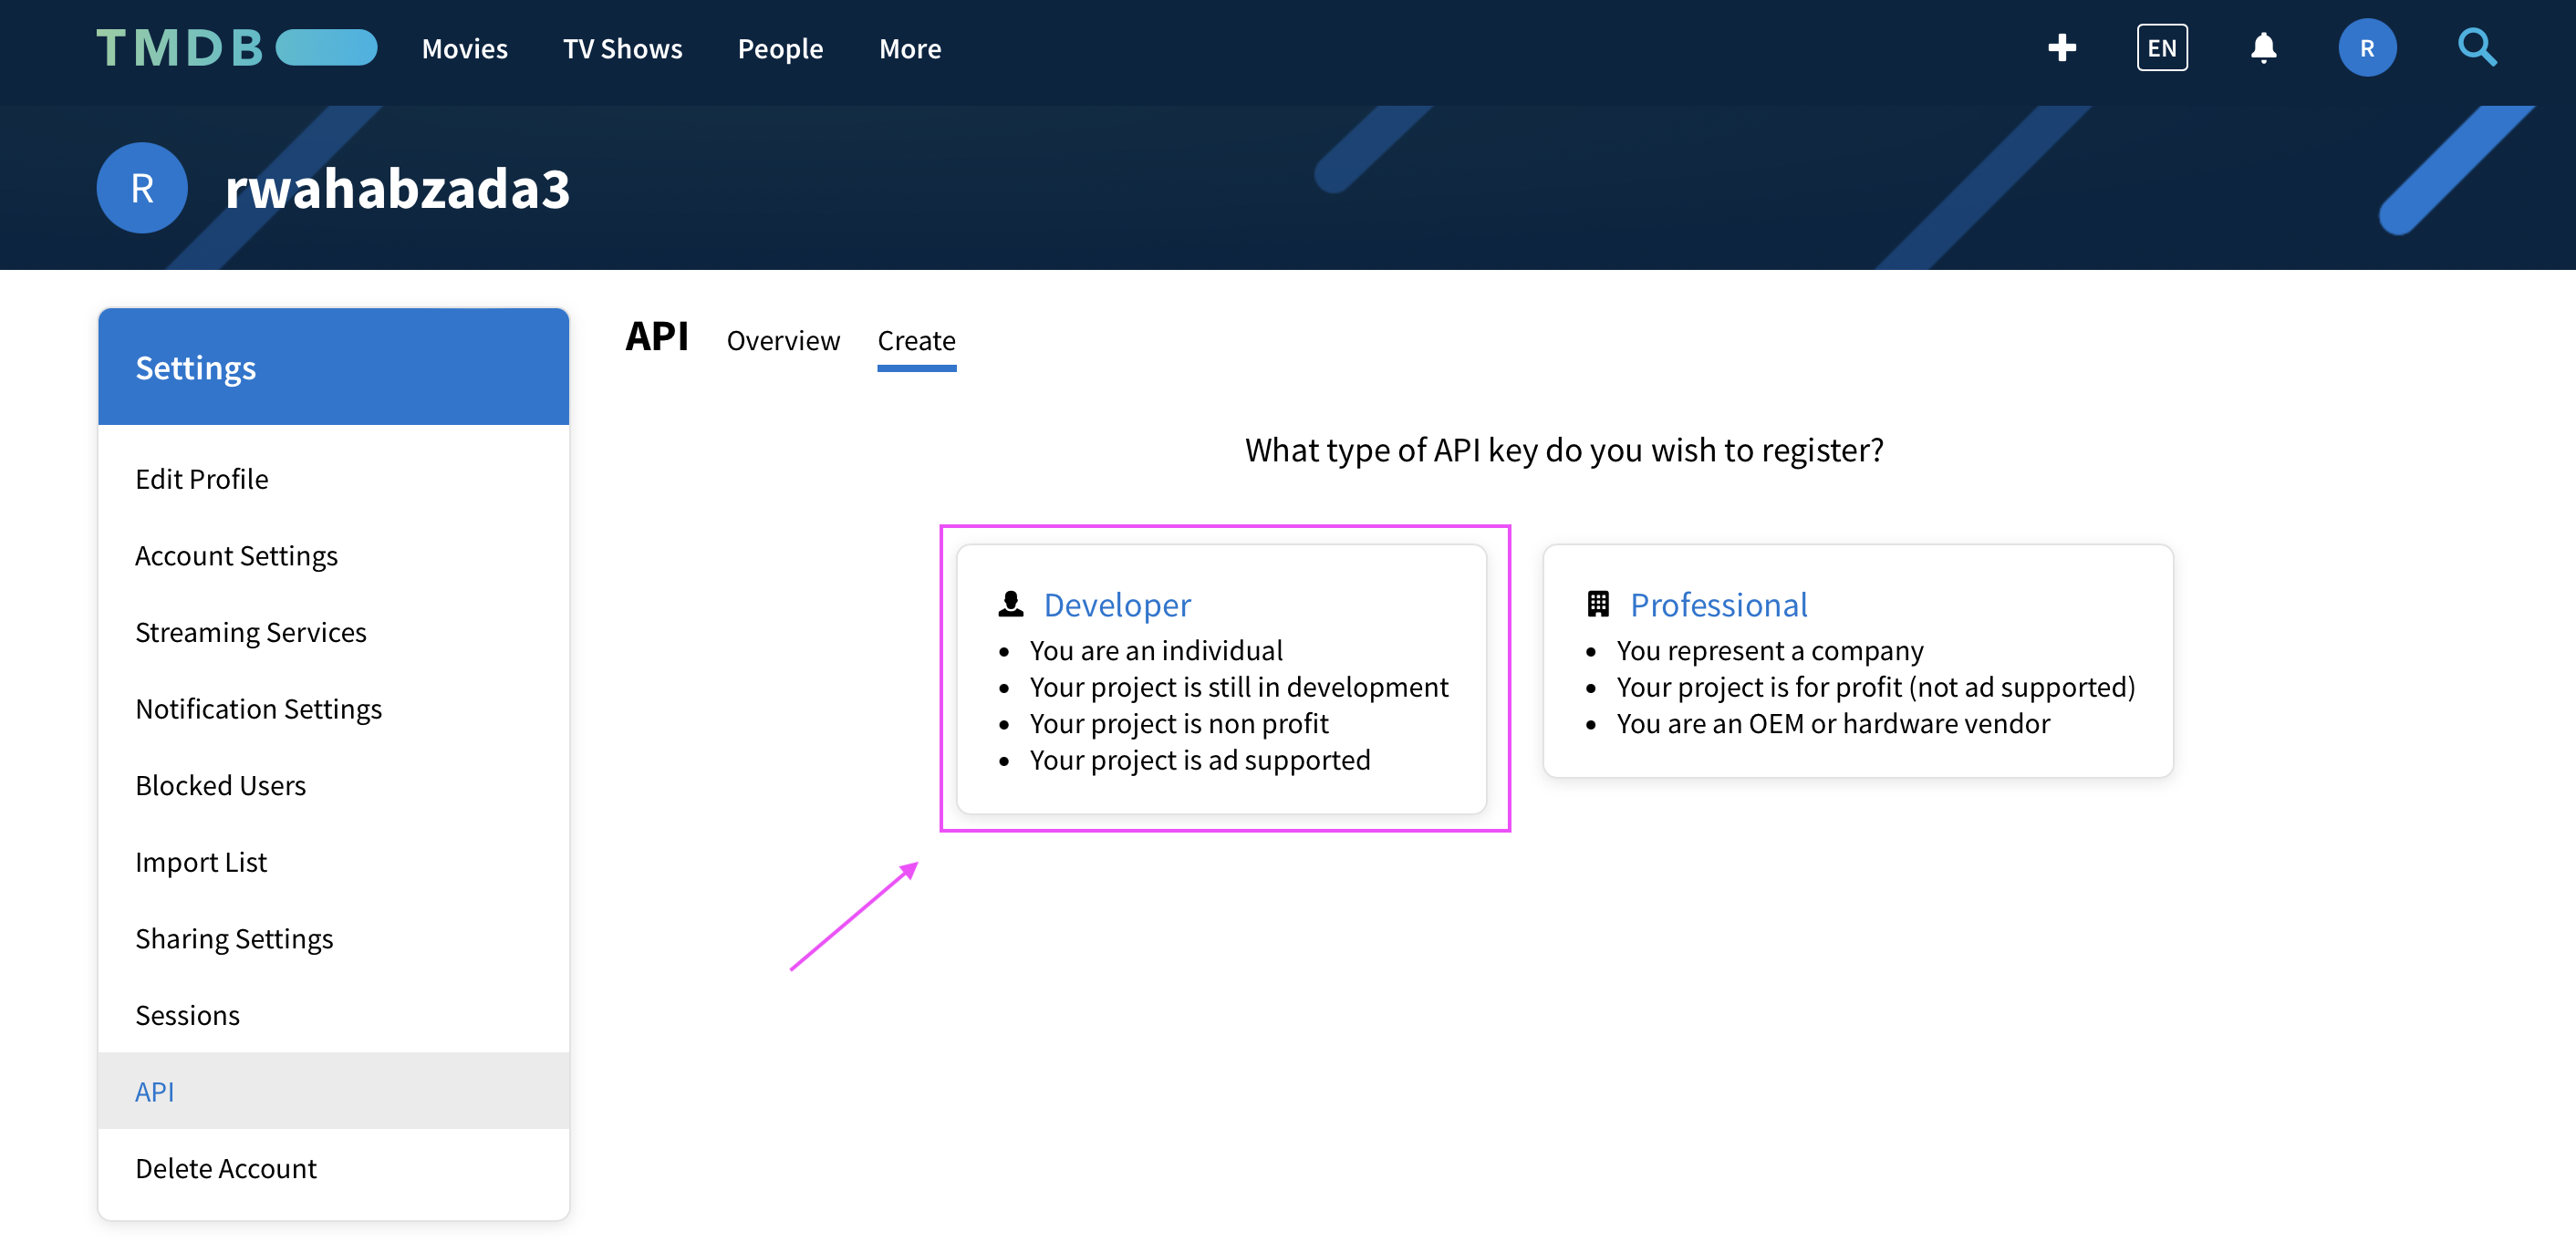 TMDB
Movies
TV Shows
People
More
EN
R
R
rwahabzada3
Settings
Edit Profile
Account Settings
Streaming Services
Notification Settings
Blocked Users
Import List
Sharing Settings
Sessions
API
Delete Account
API
Overview
Create
What type of API key do you wish to register?
Developer
• You are an individual
• Your project is still in development
• Your project is non profit
• Your project is ad supported
Professional
• You represent a company
• Your project is for profit (not ad supported)
• You are an OEM or hardware vendor